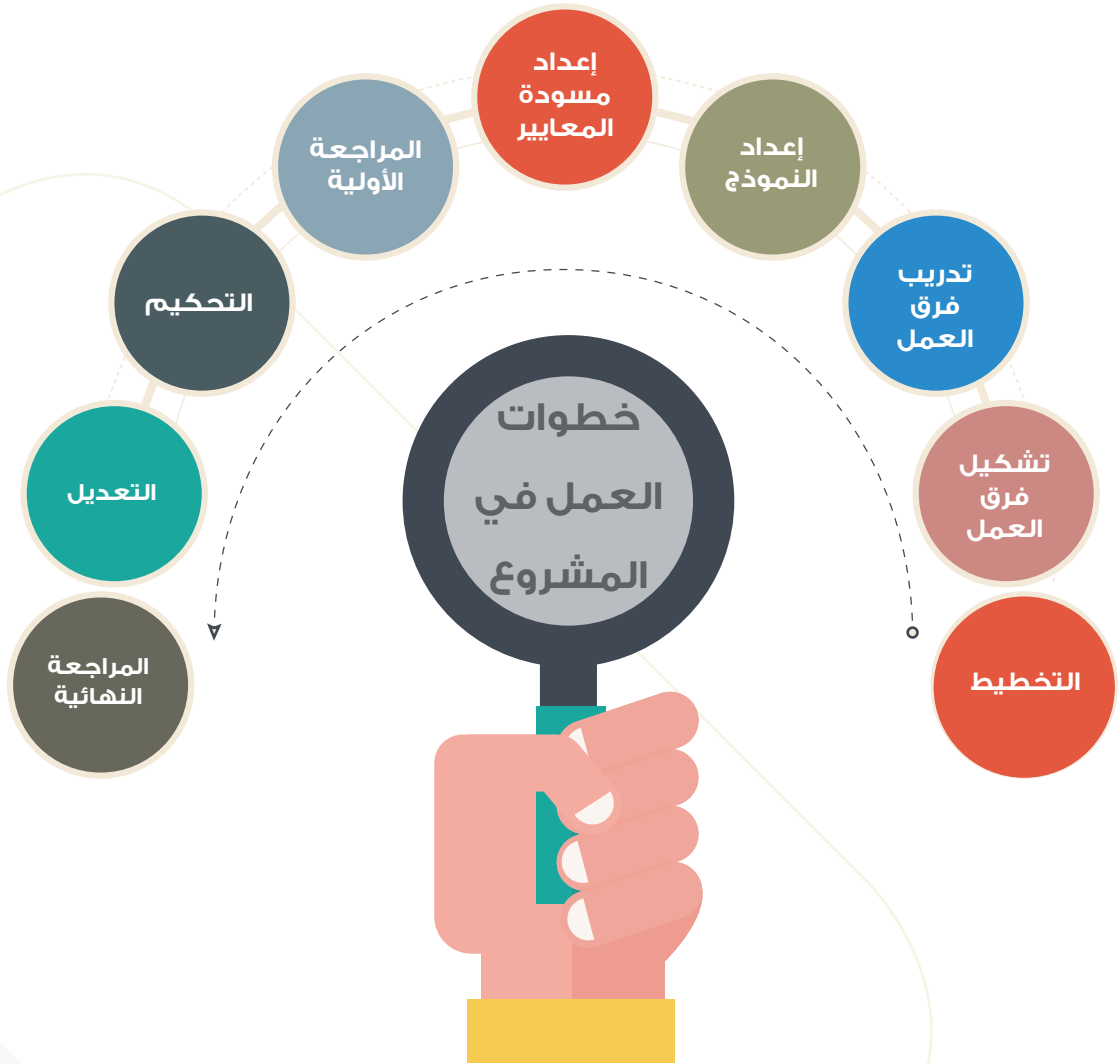 خطوات
العمل في
المشروع
التخطيط
تشكيل
فرق
العمل
تدريب
فرق
العمل
إعداد
النموذج
إعداد
مسودة
المعايير
المراجعة
الأولية
التحكيم
التعديل
المراجعة
النهائية